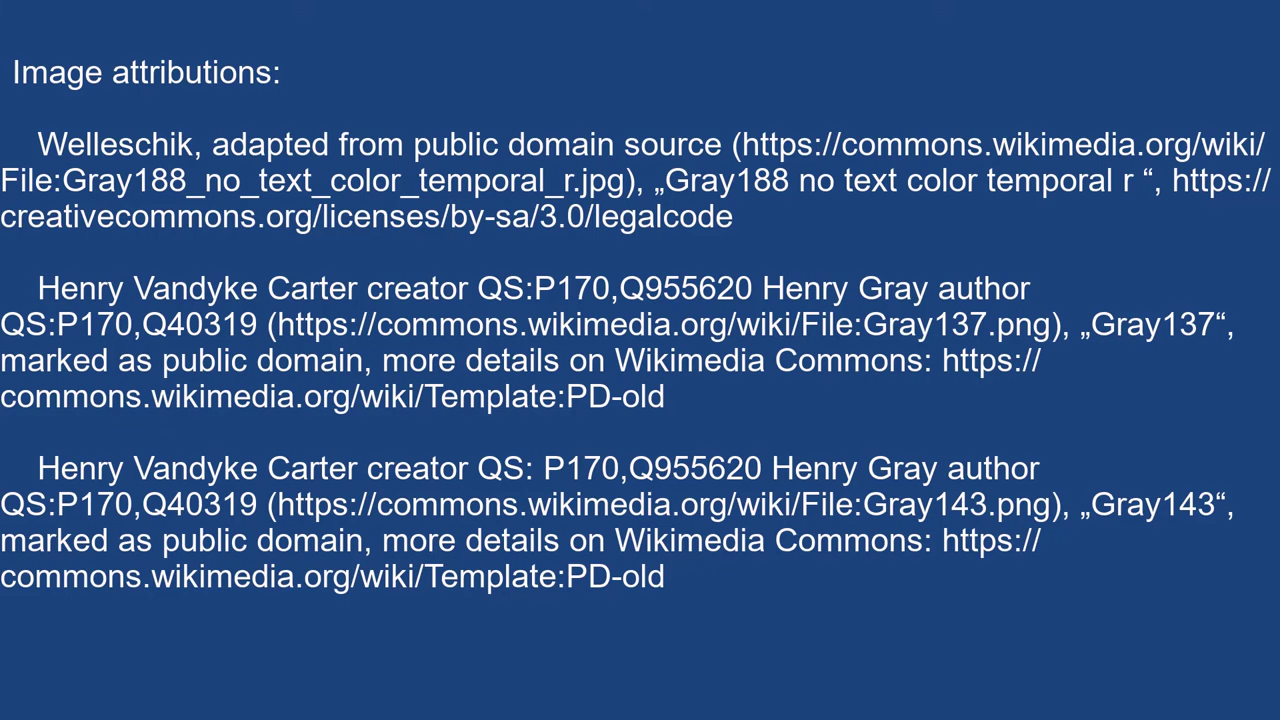 Image attributions:
Welleschik, adapted from public domain source (https://commons.wikimedia.org/wiki/
File:Gray188_no_text_color_temporal_r.jpg), „Gray188 no text color temporal r “, https://
creativecommons.org/licenses/by-sa/3.0/legalcode
Henry Vandyke Carter creator QS:P170,Q955620 Henry Gray author
QS:P170,Q40319 (https://commons.wikimedia.org/wiki/File:Gray137.png), „Gray137“,
marked as public domain, more details on Wikimedia Commons: https://
commons.wikimedia.org/wiki/Template:PD-old
Henry Vandyke Carter creator QS: P170,Q955620 Henry Gray author
QS:P170,Q40319 (https://commons.wikimedia.org/wiki/File:Gray143.png), „Gray143“,
marked as public domain, more details on Wikimedia Commons: https://
commons.wikimedia.org/wiki/Template:PD-old